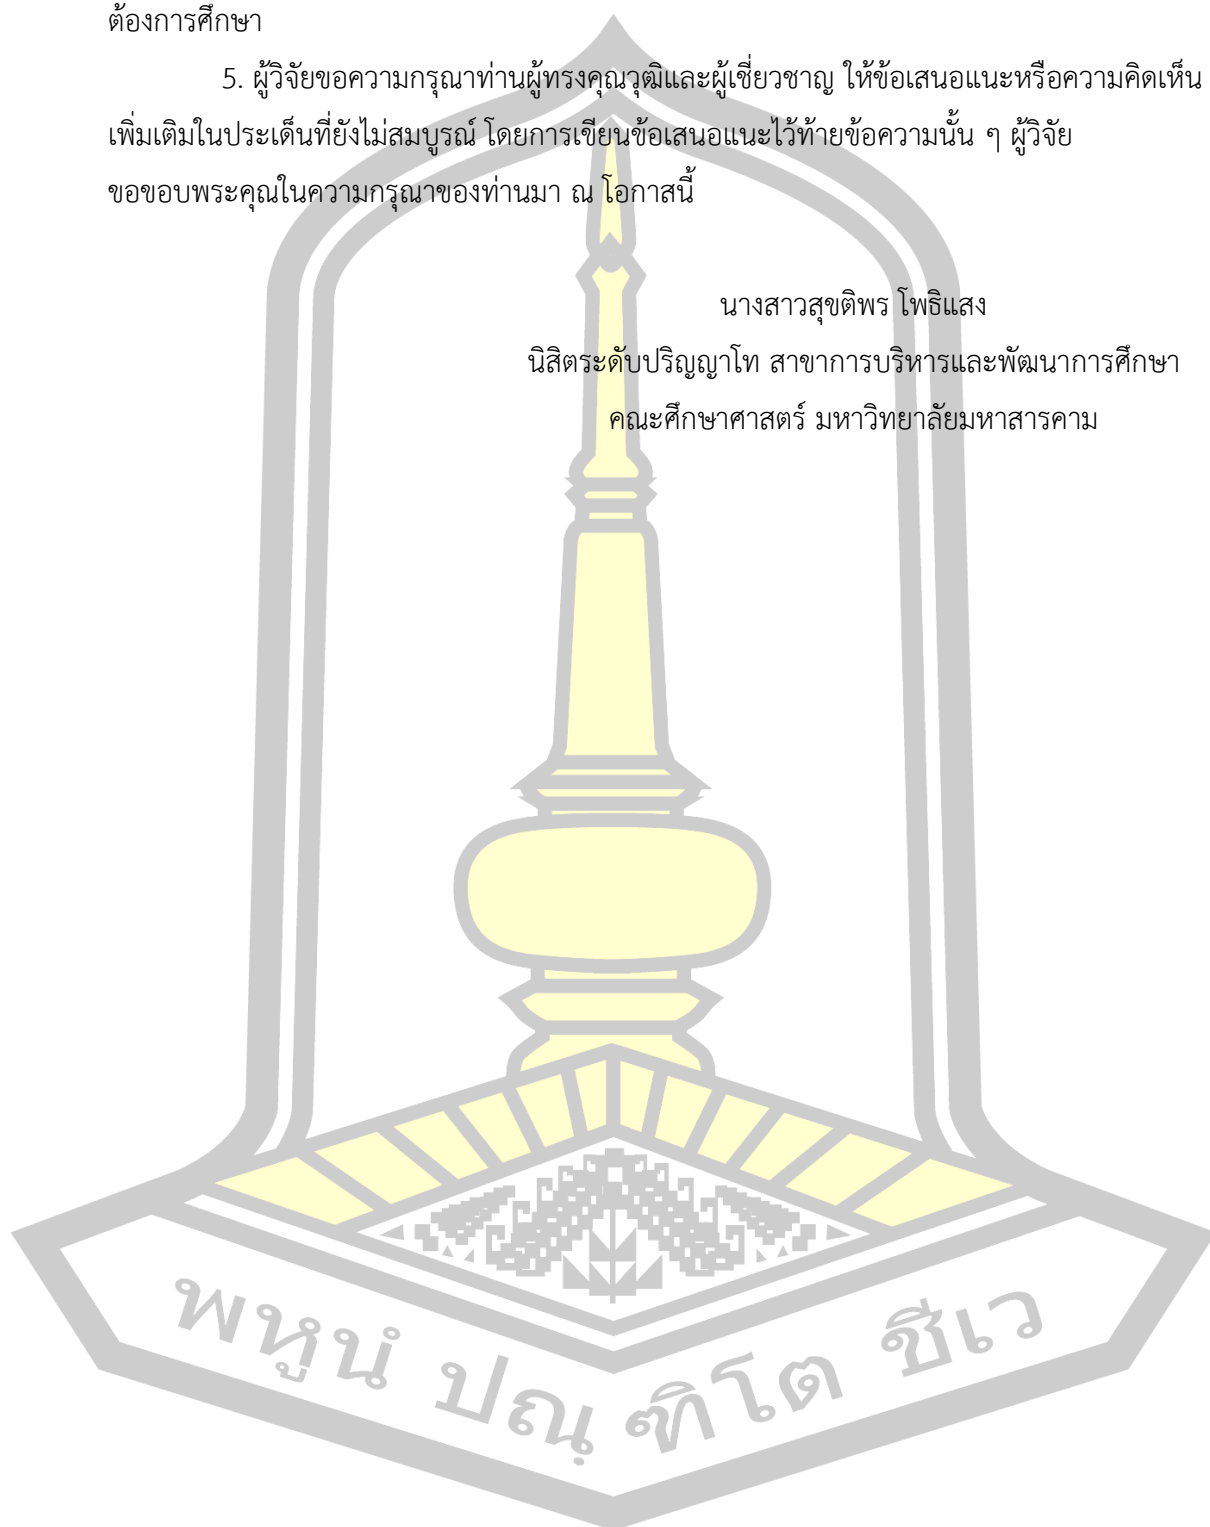 ต้องการศึกษา
5. ผู้วิจัยขอความกรุณาท่านผู้ทรงคุณวุฒิและผู้เชี่ยวชาญ ให้ข้อเสนอแนะหรือความคิดเห็น
เพิ่มเติมในประเด็นที่ยังไม่สมบูรณ์ โดยการเขียนข้อเสนอแนะไว้ท้ายข้อความนั้น ๆ ผู้วิจัย
ขอขอบพระคุณในความกรุณาของท่านมา ณ โอกาสนี้
นางสาวสุขติพร โพธิแสง
นิสิตระดับปริญญาโท สาขาการบริหารและพัฒนาการศึกษา
คณะศึกษาศาสตร์ มหาวิทยาลัยมหาสารคาม
พหูนํ ปณฺฑิโต ชีเว